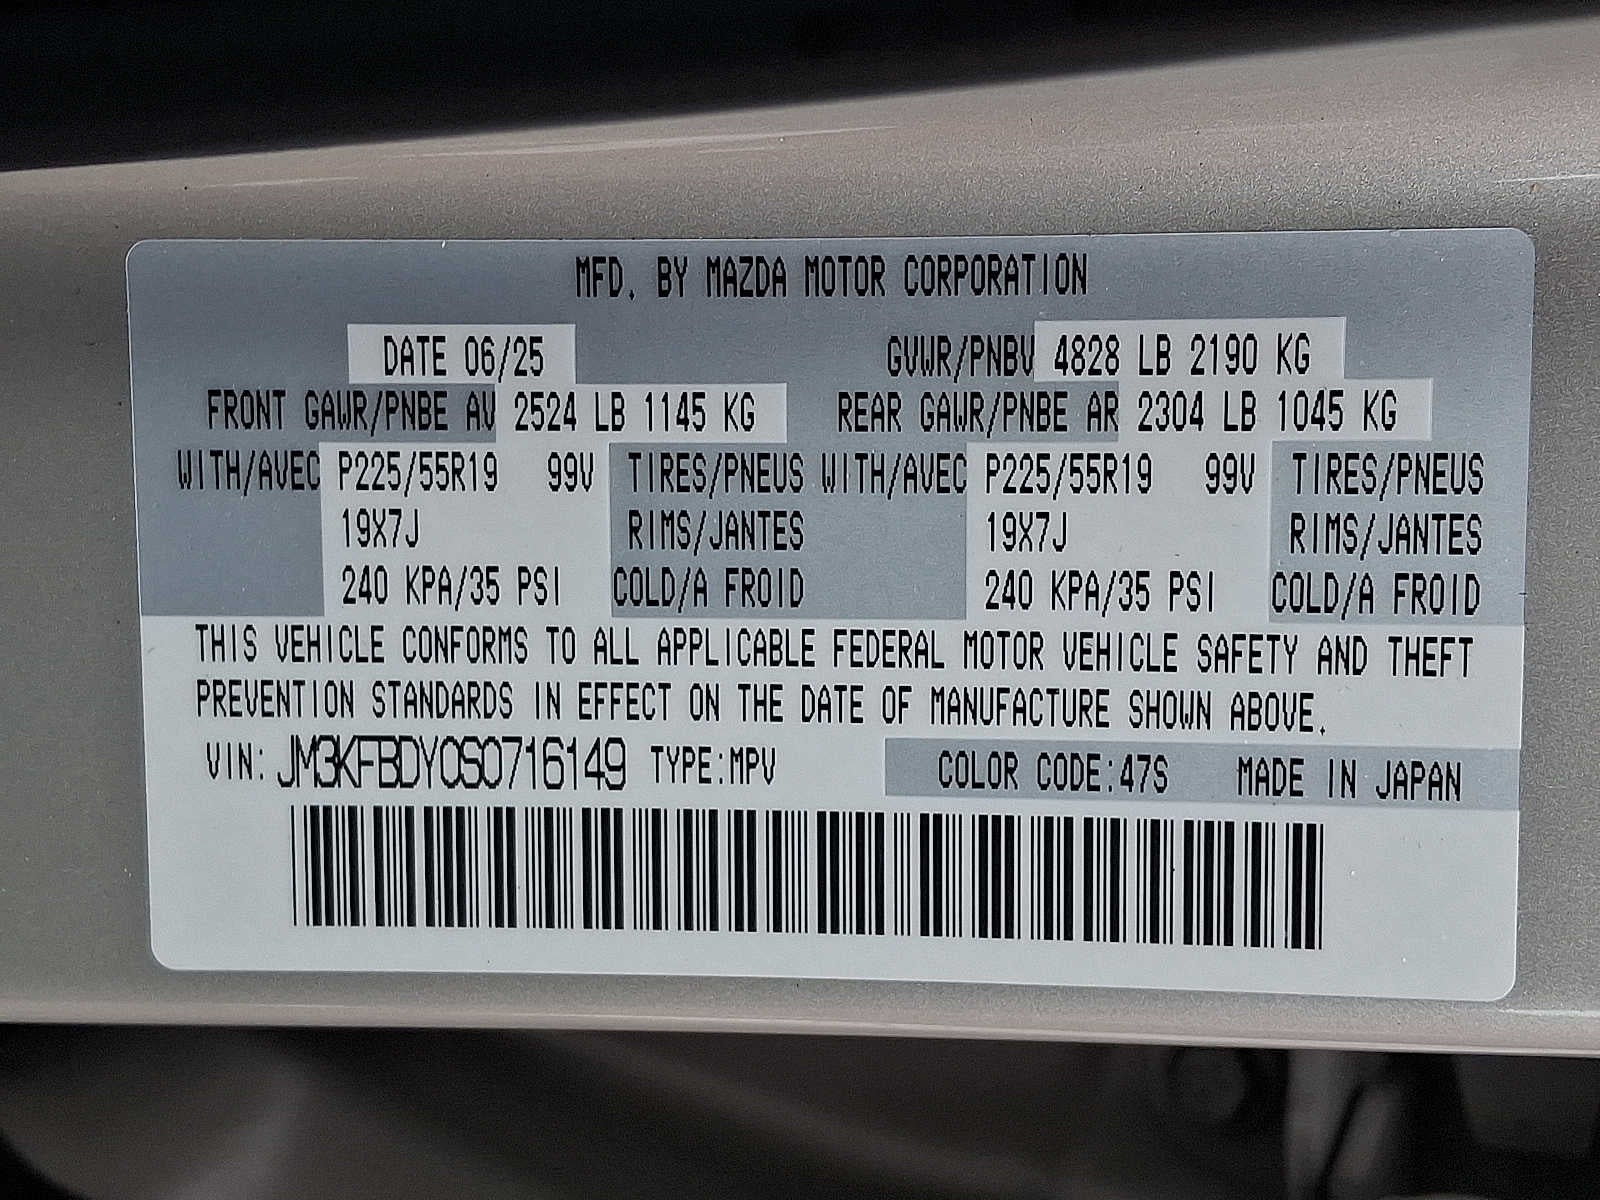 MFD. BY MAZDA MOTOR CORPORATION
DATE 06/25 GVWR/PNBV 4828 LB 2190 KG
FRONT GAWR/PNBE AV 2524 LB 1145 KG REAR GAWR/PNBE AR 2304 LB 1045 KG
WITH/AVEC P225/55R19 99V TIRES/PNEUS WITH/AVEC P225/55R19 99V TIRES/PNEUS
19X7J RIMS/JANTES 19X7J RIMS/JANTES
240 KPA/35 PSI COLD/A FROID 240 KPA/35 PSI COLD/A FROID
THIS VEHICLE CONFORMS TO ALL APPLICABLE FEDERAL MOTOR VEHICLE SAFETY AND THEFT
PREVENTION STANDARDS IN EFFECT ON THE DATE OF MANUFACTURE SHOWN ABOVE.
VIN: JM3KFBDY0S0716149 TYPE:MPV COLOR CODE:47S MADE IN JAPAN